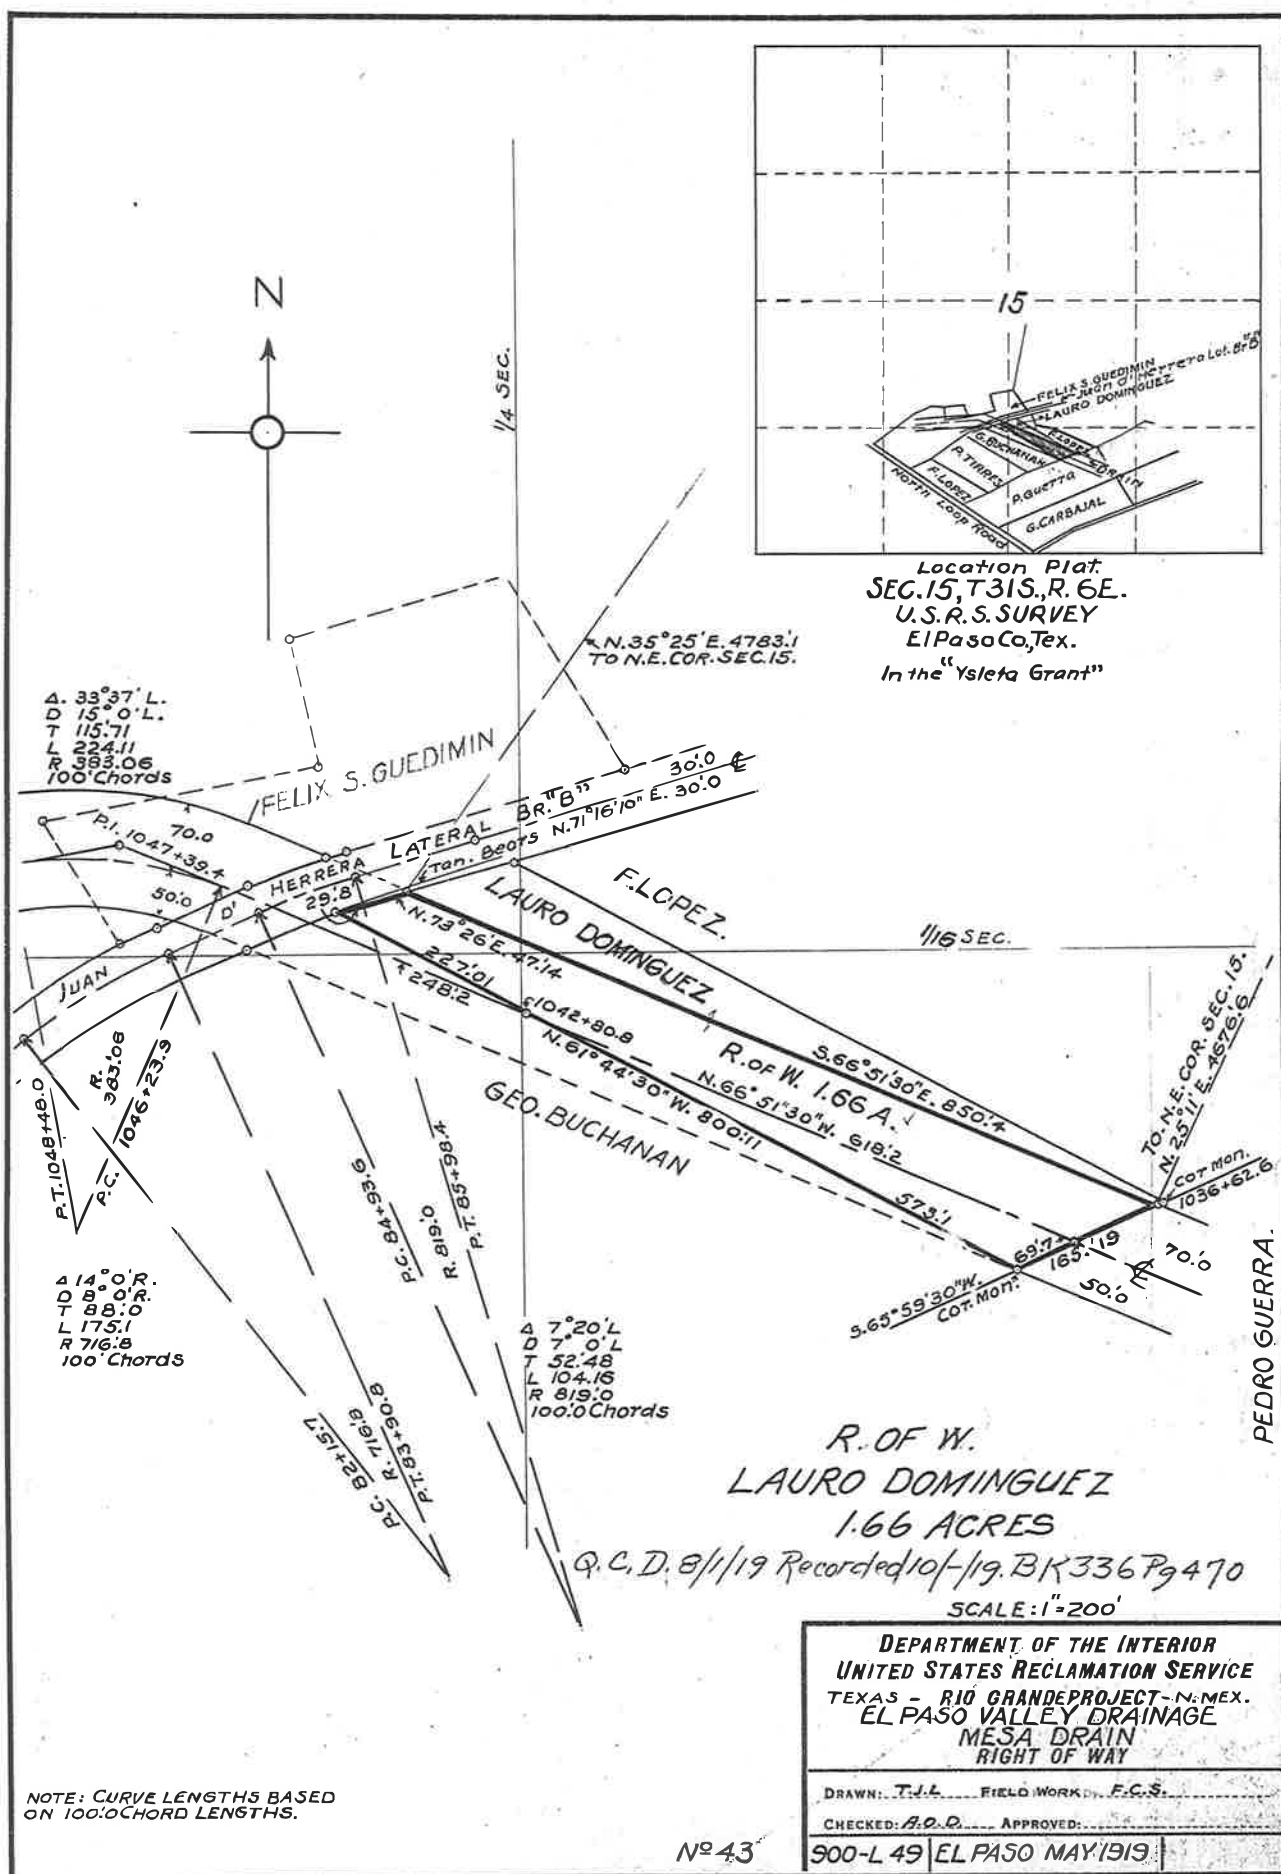 N
1/4 SEC.
15
FELIX S. GUEDIMIN
Juan d' Herrera Lat. Br. "B"
LAURO DOMINGUEZ
F. LOPEZ
G. BUCHANAN
DRAIN
P. TIRRES
F. LOPEZ
P. GUERRA
G. CARBAJAL
North Loop Road
Location Plat.
SEC. 15, T31S., R. 6E.
U.S.R.S. SURVEY
El Paso Co., Tex.
In the "Ysleta Grant"
N. 35°25' E. 4783.'1
TO N.E. COR. SEC. 15.
Δ. 33°37' L.
D 15°0' L.
T 115.'71
L 224.11
R 383.06
100' Chords
FELIX S. GUEDIMIN
P.I. 1047+39.4
70.0
50.'0
JUAN D' HERRERA LATERAL BR. "B"
30.'0 ℄
Tan. Bears N. 71°16'10" E. 30.'0
29.'8
N. 73°26' E. 47.'14
LAURO DOMINGUEZ
F. LOPEZ.
1/16 SEC.
227.'01
248.'2
1042+80.8
R. OF W. 1.66 A.
S. 66°51'30" E. 850.'4
N. 66°51'30" W. 618.'2
N. 61°44'30" W. 800.'11
573.'1
GEO. BUCHANAN
TO. N.E. COR. SEC. 15.
N. 25°11' E. 4676.'6
Cor Mon.
1036+62.6
69.'7
165.'19
70.'0
℄
50.'0
S. 65°59'30" W.
Cor. Mon.
PEDRO GUERRA.
R.
383.'06
P.C. 1046+23.9
P.T. 1048+48.0
P.C. 84+93.6
R. 819.'0
P.T. 85+98.4
Δ 14°0' R.
D 8°0' R.
T 88.'0
L 175.'1
R 716.'8
100' Chords
Δ 7°20' L
D 7°0' L
T 52.'48
L 104.'16
R 819.'0
100.'0 Chords
P.C. 82+15.7
R. 716.'8
P.T. 83+90.8
R. OF W.
LAURO DOMINGUEZ
1.66 ACRES
Q.C.D. 8/1/19 Recorded 10/-/19. BK 336 Pg 470
SCALE: 1"=200'
DEPARTMENT OF THE INTERIOR
UNITED STATES RECLAMATION SERVICE
TEXAS - RIO GRANDE PROJECT - N. MEX.
EL PASO VALLEY DRAINAGE
MESA DRAIN
RIGHT OF WAY
DRAWN: T.J.L. FIELD WORK: F.C.S.
CHECKED: A.O.D. APPROVED:
900-L 49 EL PASO MAY 1919
NOTE: CURVE LENGTHS BASED
ON 100.'0 CHORD LENGTHS.
Nº 43